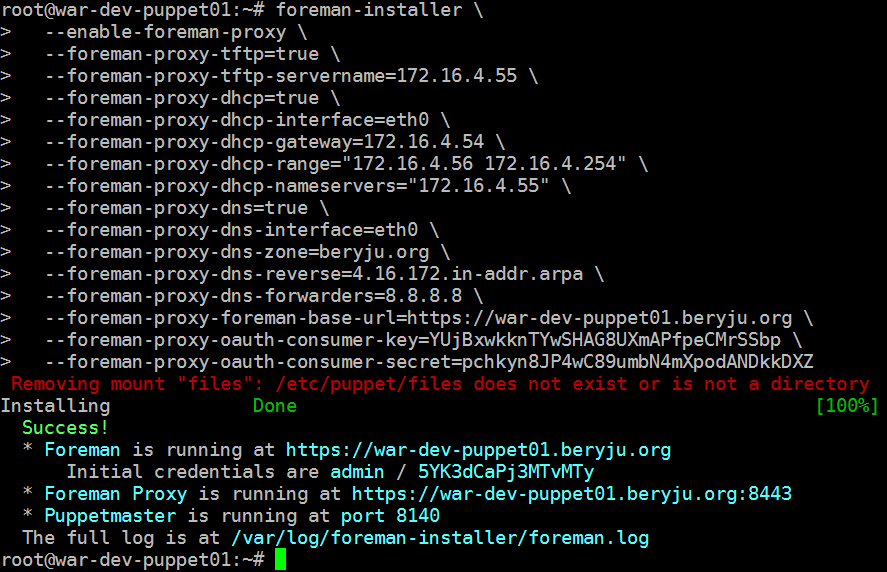 root@war-dev-puppet01:~# foreman-installer \
>   --enable-foreman-proxy \
>   --foreman-proxy-tftp=true \
>   --foreman-proxy-tftp-servername=172.16.4.55 \
>   --foreman-proxy-dhcp=true \
>   --foreman-proxy-dhcp-interface=eth0 \
>   --foreman-proxy-dhcp-gateway=172.16.4.54 \
>   --foreman-proxy-dhcp-range="172.16.4.56 172.16.4.254" \
>   --foreman-proxy-dhcp-nameservers="172.16.4.55" \
>   --foreman-proxy-dns=true \
>   --foreman-proxy-dns-interface=eth0 \
>   --foreman-proxy-dns-zone=beryju.org \
>   --foreman-proxy-dns-reverse=4.16.172.in-addr.arpa \
>   --foreman-proxy-dns-forwarders=8.8.8.8 \
>   --foreman-proxy-foreman-base-url=https://war-dev-puppet01.beryju.org \
>   --foreman-proxy-oauth-consumer-key=YUjBxwkknTYwSHAG8UXmAPfpeCMrSSbp \
>   --foreman-proxy-oauth-consumer-secret=pchkyn8JP4wC89umbN4mXpodANDkkDXZ
 Removing mount "files": /etc/puppet/files does not exist or is not a directory
Installing             Done                                               [100%]
  Success!
  * Foreman is running at https://war-dev-puppet01.beryju.org
      Initial credentials are admin / 5YK3dCaPj3MTvMTy
  * Foreman Proxy is running at https://war-dev-puppet01.beryju.org:8443
  * Puppetmaster is running at port 8140
  The full log is at /var/log/foreman-installer/foreman.log
root@war-dev-puppet01:~#